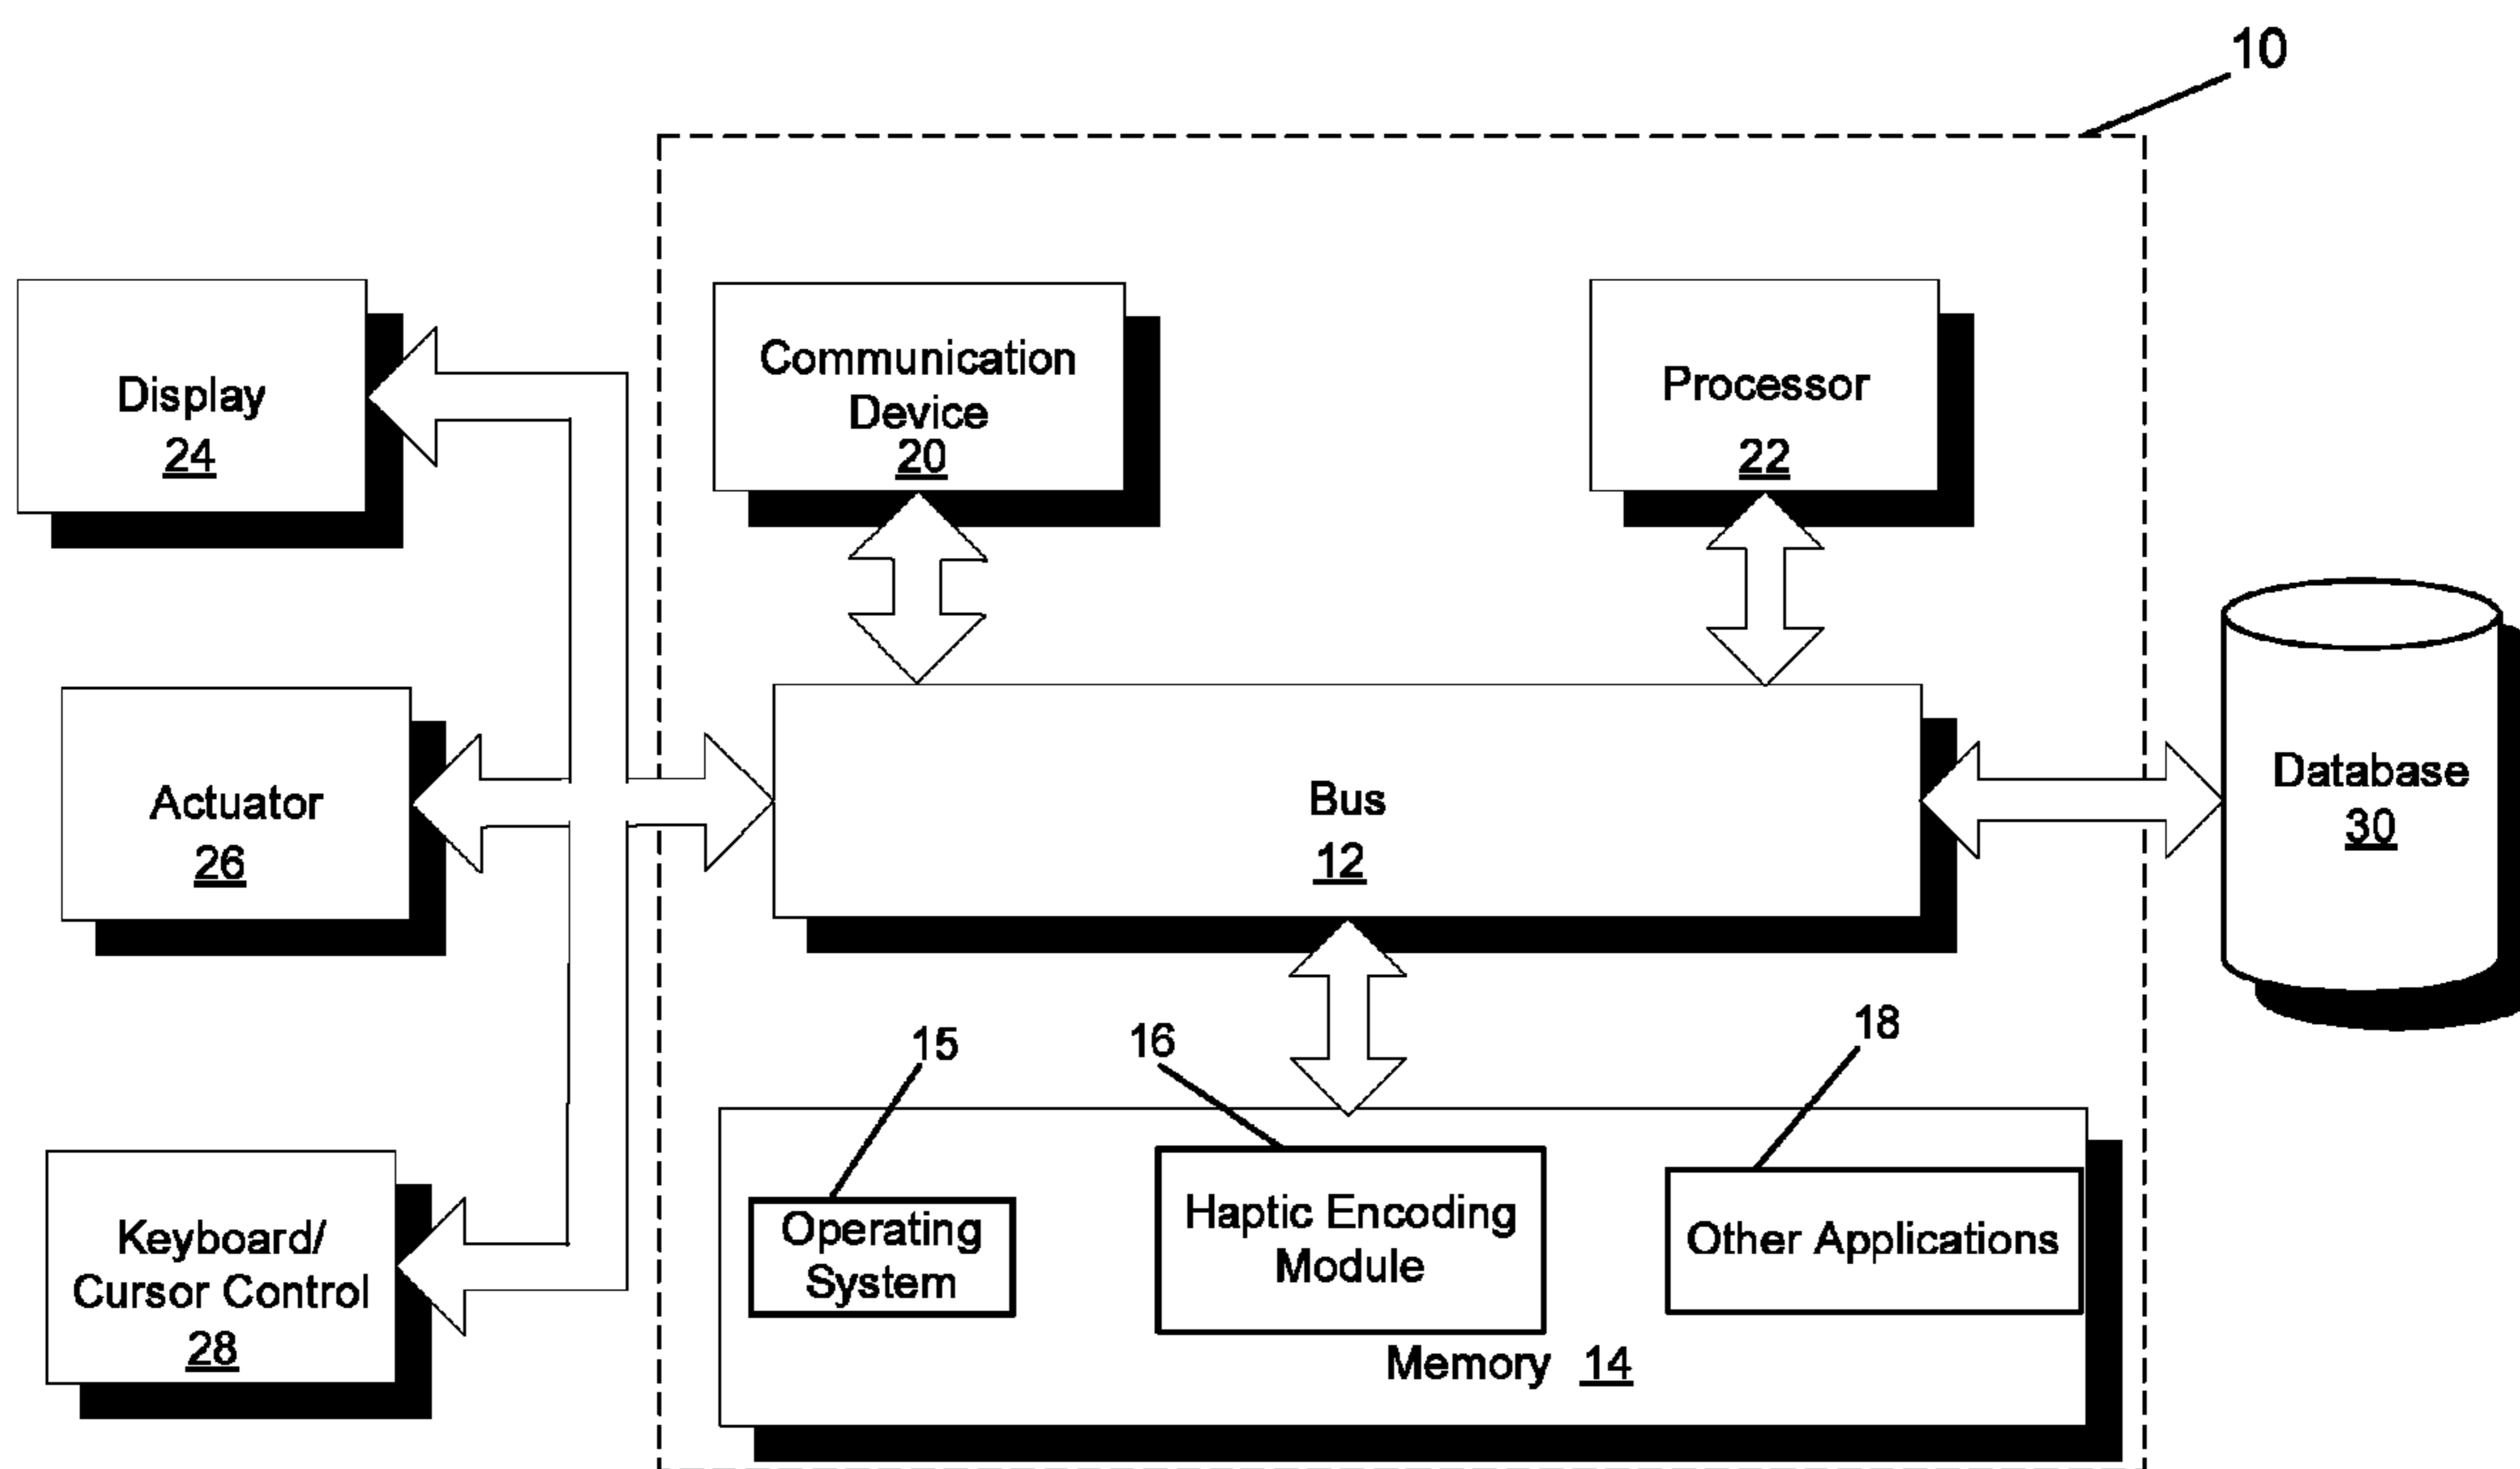 10
Display
24
Communication
Device
20
Processor
22
Actuator
26
Bus
12
Database
30
15
16
18
Keyboard/
Cursor Control
28
Operating
System
Haptic Encoding
Module
Other Applications
Memory 14